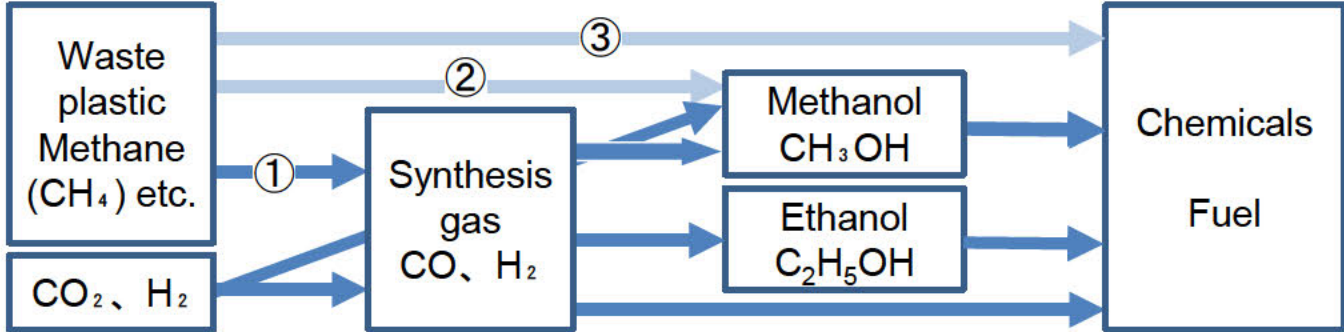 Waste
plastic
Methane
(CH₄) etc.
CO₂、H₂
①
②
③
Synthesis
gas
CO、H₂
Methanol
CH₃OH
Ethanol
C₂H₅OH
Chemicals
Fuel